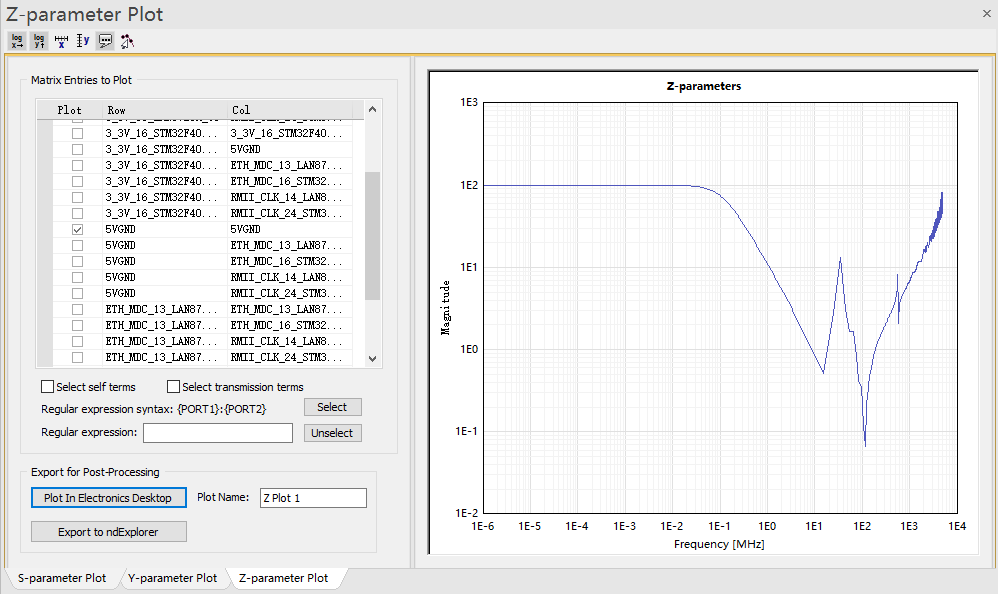 Z-parameter Plot
log x log y x y
Matrix Entries to Plot
Plot Row Col
3_3V_16_STM32F40... 3_3V_16_STM32F40...
3_3V_16_STM32F40... 5VGND
3_3V_16_STM32F40... ETH_MDC_13_LAN87...
3_3V_16_STM32F40... ETH_MDC_16_STM32...
3_3V_16_STM32F40... RMII_CLK_14_LAN8...
3_3V_16_STM32F40... RMII_CLK_24_STM3...
5VGND 5VGND
5VGND ETH_MDC_13_LAN87...
5VGND ETH_MDC_16_STM32...
5VGND RMII_CLK_14_LAN8...
5VGND RMII_CLK_24_STM3...
ETH_MDC_13_LAN87... ETH_MDC_13_LAN87...
ETH_MDC_13_LAN87... ETH_MDC_16_STM32...
ETH_MDC_13_LAN87... RMII_CLK_14_LAN8...
ETH_MDC_13_LAN87... RMII_CLK_24_STM3...
Select self terms Select transmission terms
Regular expression syntax: {PORT1}:{PORT2} Select
Regular expression: Unselect
Export for Post-Processing
Plot In Electronics Desktop Plot Name: Z Plot 1
Export to ndExplorer
S-parameter Plot Y-parameter Plot Z-parameter Plot
Z-parameters
1E3
1E2
1E1
1E0
1E-1
1E-2
Magnitude
1E-6 1E-5 1E-4 1E-3 1E-2 1E-1 1E0 1E1 1E2 1E3 1E4
Frequency [MHz]